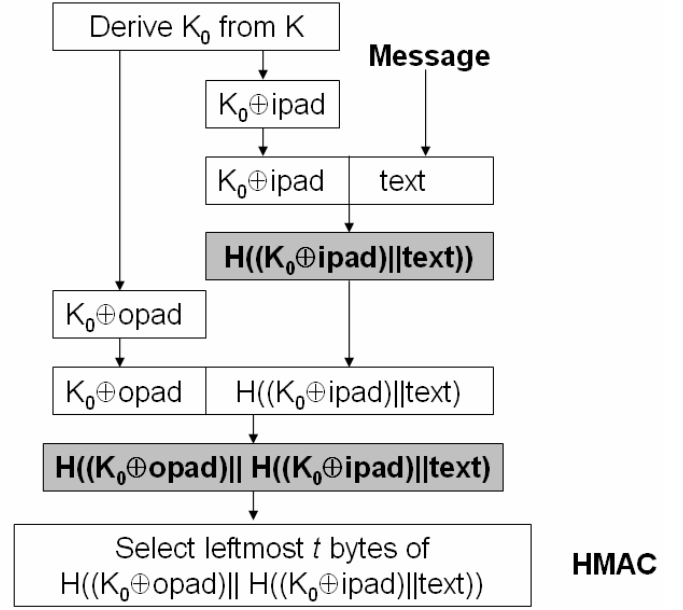 Derive K₀ from K
Message
K₀⊕ipad
K₀⊕ipad text
H((K₀⊕ipad)||text))
K₀⊕opad
K₀⊕opad H((K₀⊕ipad)||text)
H((K₀⊕opad)|| H((K₀⊕ipad)||text)
Select leftmost t bytes of
H((K₀⊕opad)|| H((K₀⊕ipad)||text))
HMAC